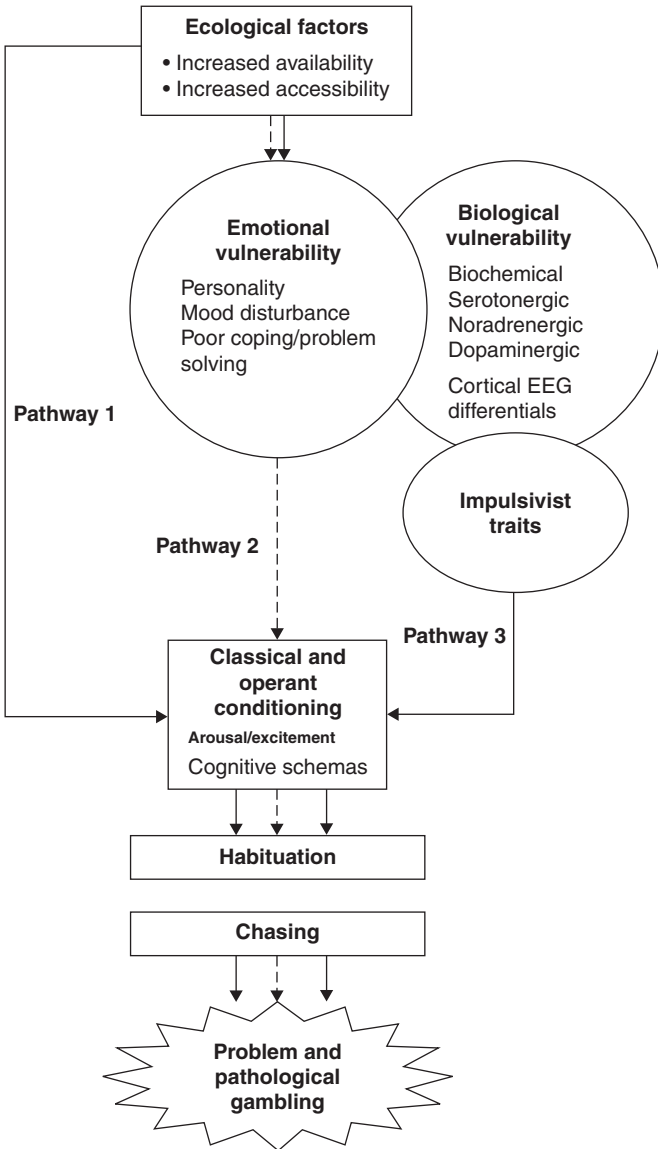 Ecological factors
• Increased availability
• Increased accessibility
Emotional
vulnerability
Personality
Mood disturbance
Poor coping/problem
solving
Biological
vulnerability
Biochemical
Serotonergic
Noradrenergic
Dopaminergic
Cortical EEG
differentials
Pathway 1
Impulsivist
traits
Pathway 2
Pathway 3
Classical and
operant
conditioning
Arousal/excitement
Cognitive schemas
Habituation
Chasing
Problem and
pathological
gambling